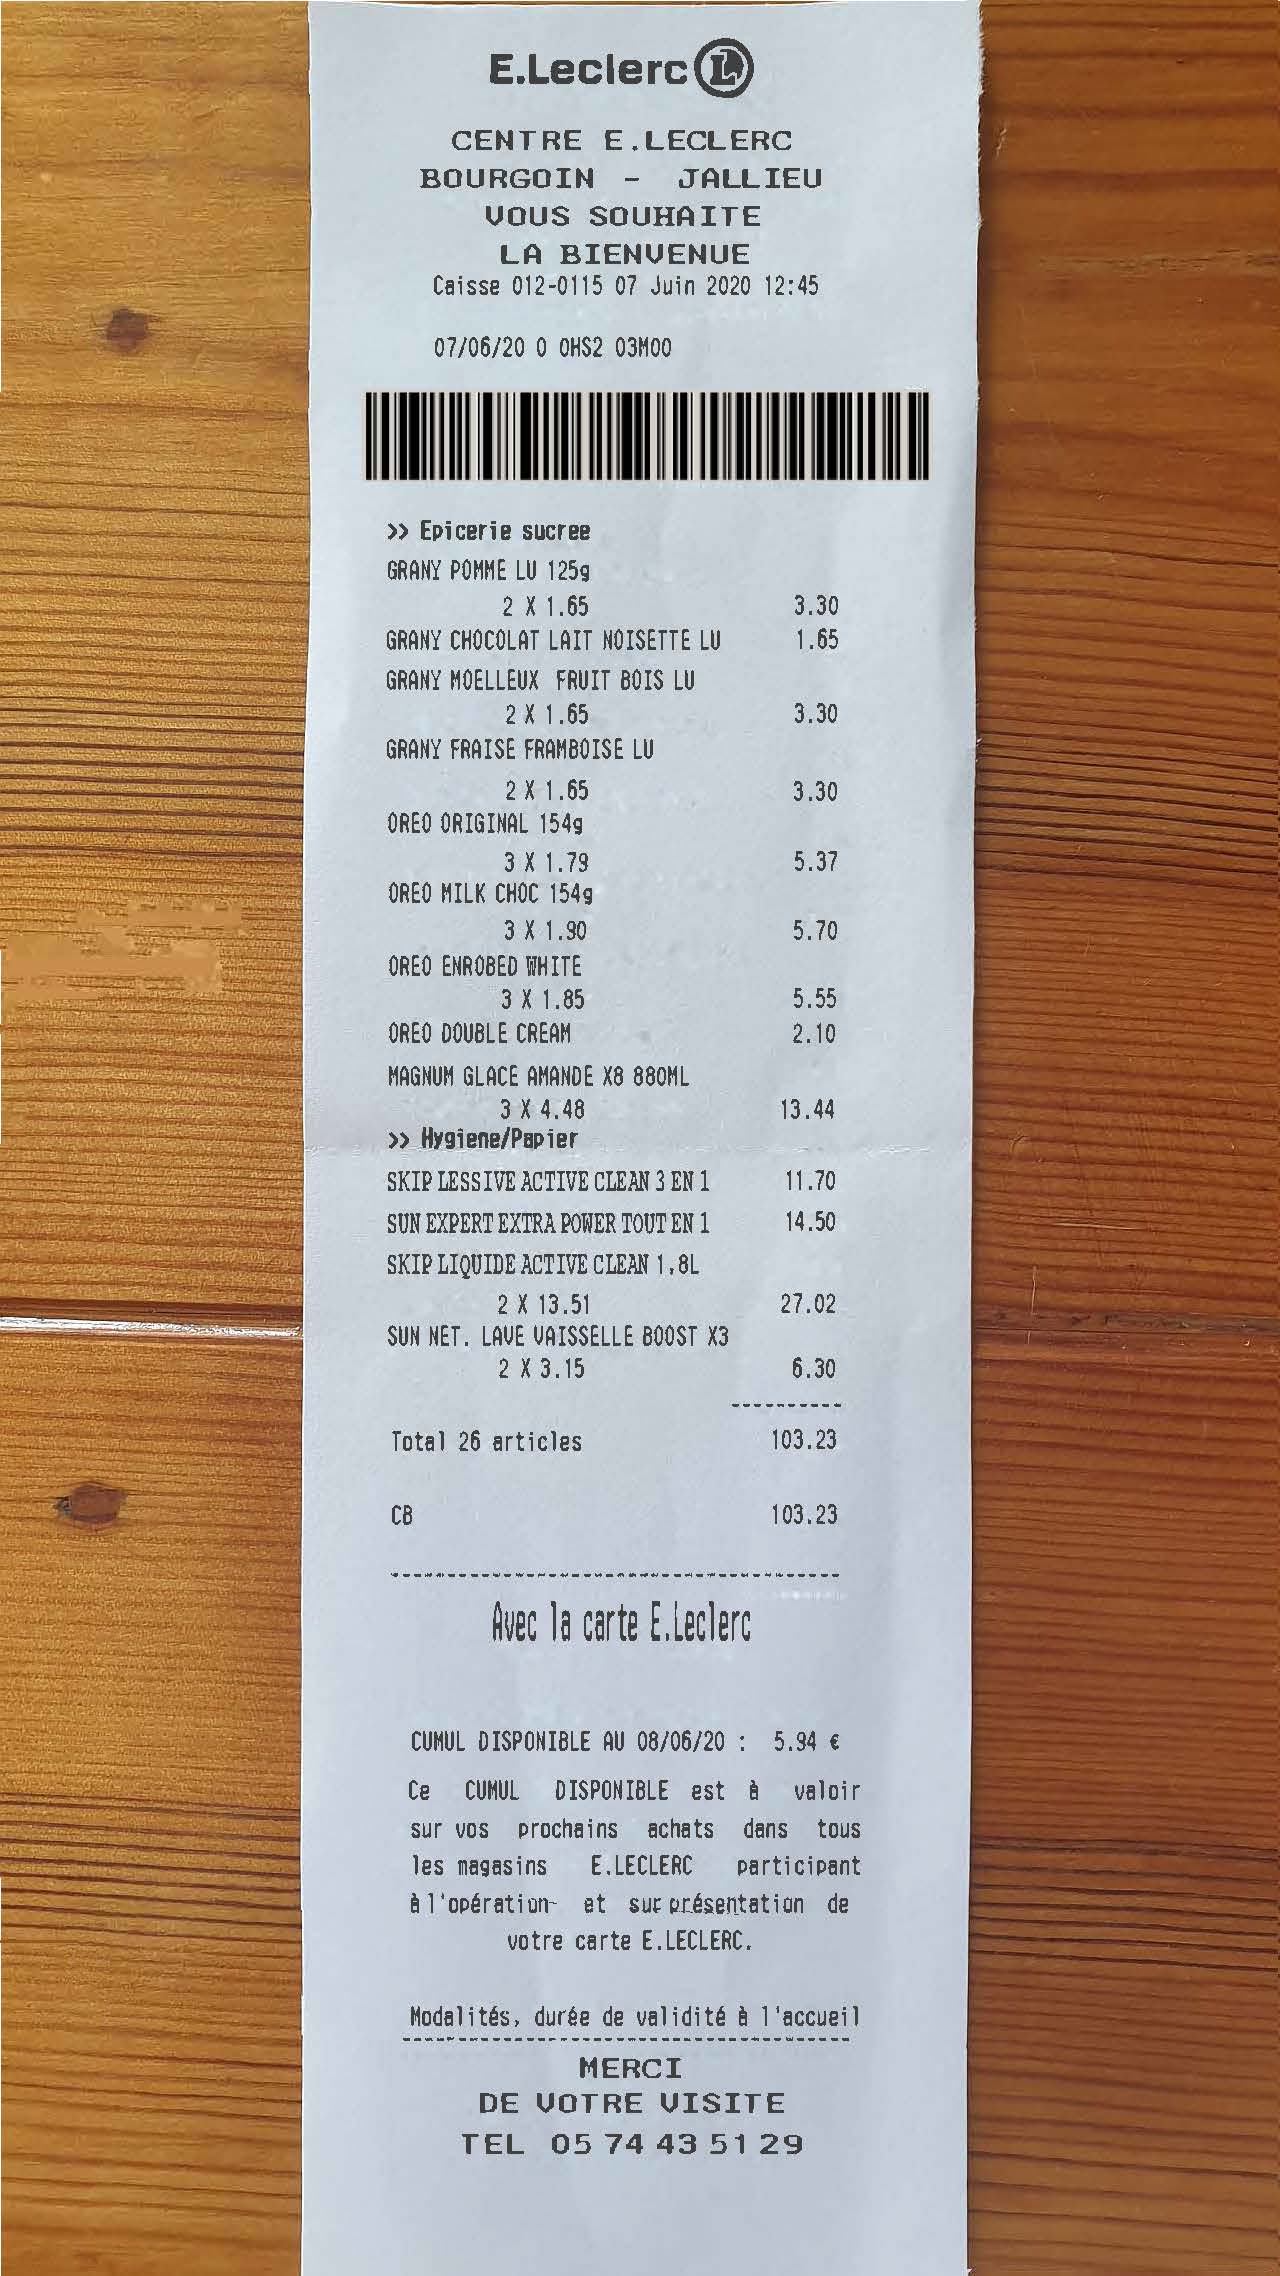 E.Leclerc L
CENTRE E.LECLERC
BOURGOIN - JALLIEU
VOUS SOUHAITE
LA BIENVENUE
Caisse 012-0115 07 Juin 2020 12:45
07/06/20 0 0HS2 03M00
>> Epicerie sucree
GRANY POMME LU 125g
2 X 1.65 3.30
GRANY CHOCOLAT LAIT NOISETTE LU 1.65
GRANY MOELLEUX FRUIT BOIS LU
2 X 1.65 3.30
GRANY FRAISE FRAMBOISE LU
2 X 1.65 3.30
OREO ORIGINAL 154g
3 X 1.79 5.37
OREO MILK CHOC 154g
3 X 1.90 5.70
OREO ENROBED WHITE
3 X 1.85 5.55
OREO DOUBLE CREAM 2.10
MAGNUM GLACE AMANDE X8 880ML
3 X 4.48 13.44
>> Hygiene/Papier
SKIP LESSIVE ACTIVE CLEAN 3 EN 1 11.70
SUN EXPERT EXTRA POWER TOUT EN 1 14.50
SKIP LIQUIDE ACTIVE CLEAN 1,8L
2 X 13.51 27.02
SUN NET. LAVE VAISSELLE BOOST X3
2 X 3.15 6.30
----------
Total 26 articles 103.23
CB 103.23
----------------------------------------
Avec la carte E.Leclerc
CUMUL DISPONIBLE AU 08/06/20 : 5.94 €
Ce CUMUL DISPONIBLE est à valoir
sur vos prochains achats dans tous
les magasins E.LECLERC participant
à l'opération- et sur présentation de
votre carte E.LECLERC.
Modalités, durée de validité à l'accueil
----------------------------------------
MERCI
DE VOTRE VISITE
TEL 05 74 43 51 29